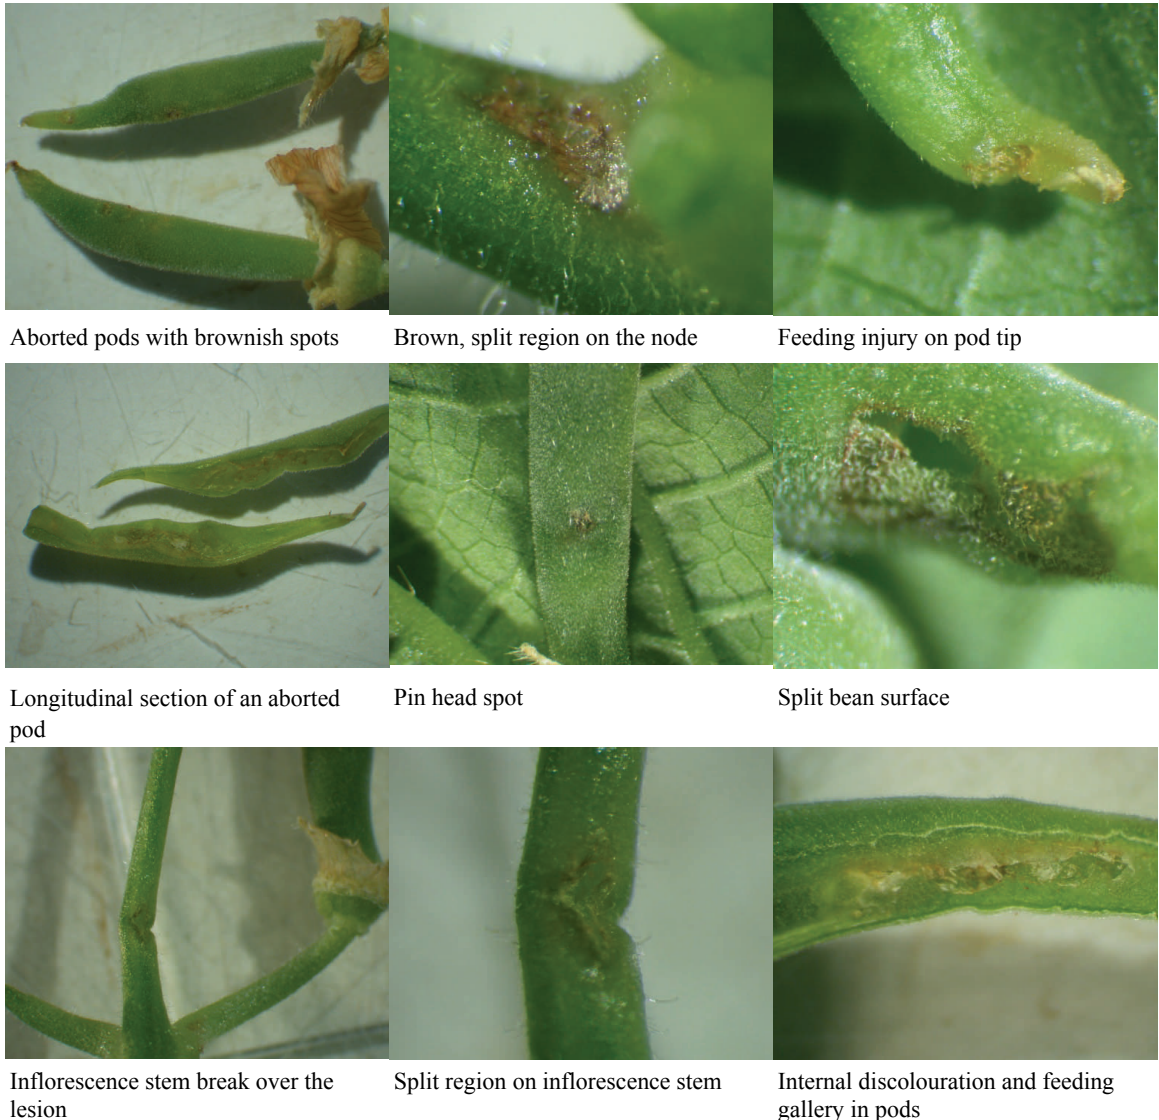 Aborted pods with brownish spots
Brown, split region on the node
Feeding injury on pod tip
Longitudinal section of an aborted
pod
Pin head spot
Split bean surface
Inflorescence stem break over the
lesion
Split region on inflorescence stem
Internal discolouration and feeding
gallery in pods